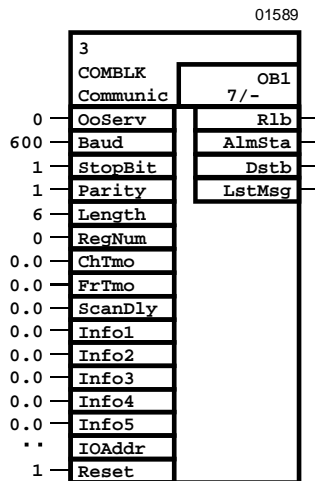 01589
3
COMBLK OB1
Communic 7/-
0 OoServ Rlb
600 Baud AlmSta
1 StopBit Dstb
1 Parity LstMsg
6 Length
0 RegNum
0.0 ChTmo
0.0 FrTmo
0.0 ScanDly
0.0 Info1
0.0 Info2
0.0 Info3
0.0 Info4
0.0 Info5
.. IOAddr
1 Reset